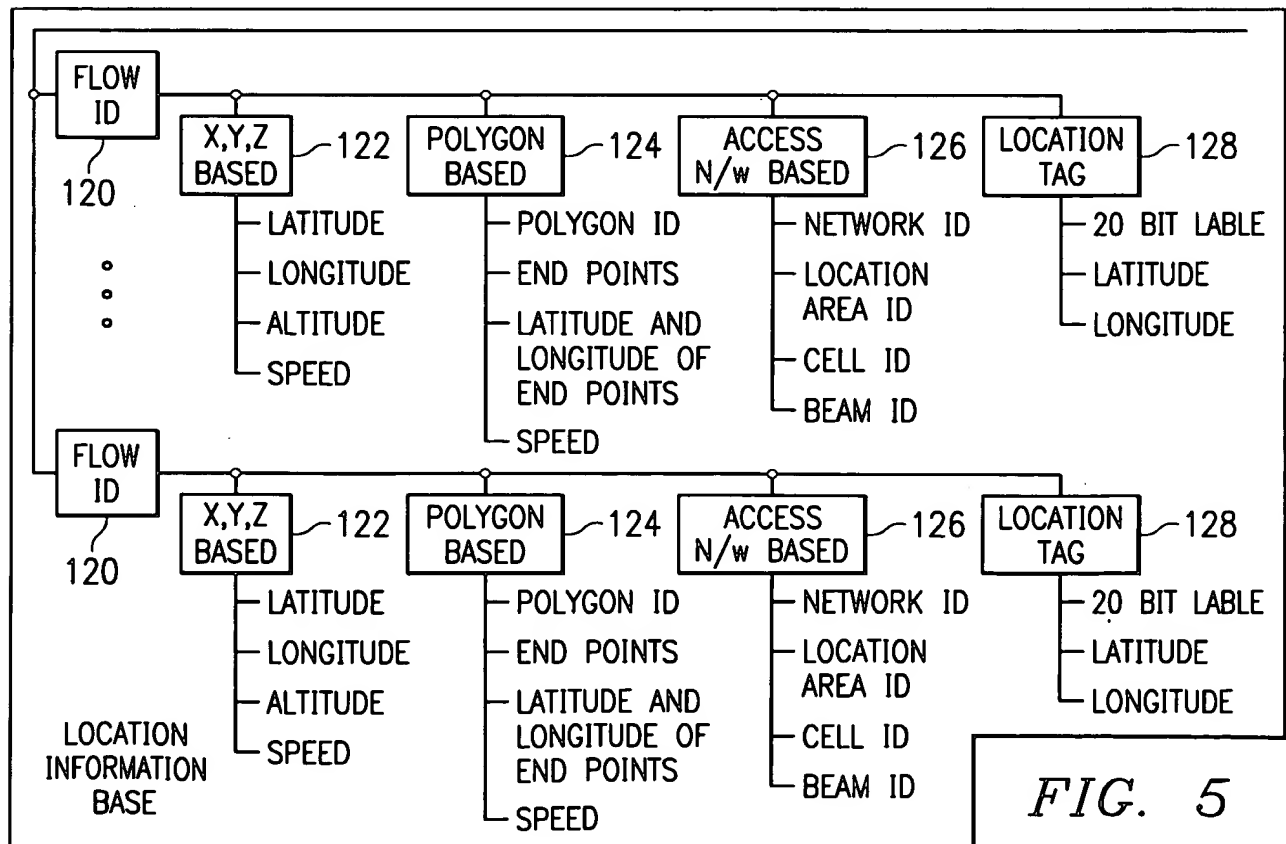 FLOW
ID
120
X,Y,Z
BASED
122
LATITUDE
LONGITUDE
ALTITUDE
SPEED
POLYGON
BASED
124
POLYGON ID
END POINTS
LATITUDE AND
LONGITUDE OF
END POINTS
SPEED
ACCESS
N/w BASED
126
NETWORK ID
LOCATION
AREA ID
CELL ID
BEAM ID
LOCATION
TAG
128
20 BIT LABLE
LATITUDE
LONGITUDE
FLOW
ID
120
X,Y,Z
BASED
122
LATITUDE
LONGITUDE
ALTITUDE
SPEED
POLYGON
BASED
124
POLYGON ID
END POINTS
LATITUDE AND
LONGITUDE OF
END POINTS
SPEED
ACCESS
N/w BASED
126
NETWORK ID
LOCATION
AREA ID
CELL ID
BEAM ID
LOCATION
TAG
128
20 BIT LABLE
LATITUDE
LONGITUDE
LOCATION
INFORMATION
BASE
FIG. 5